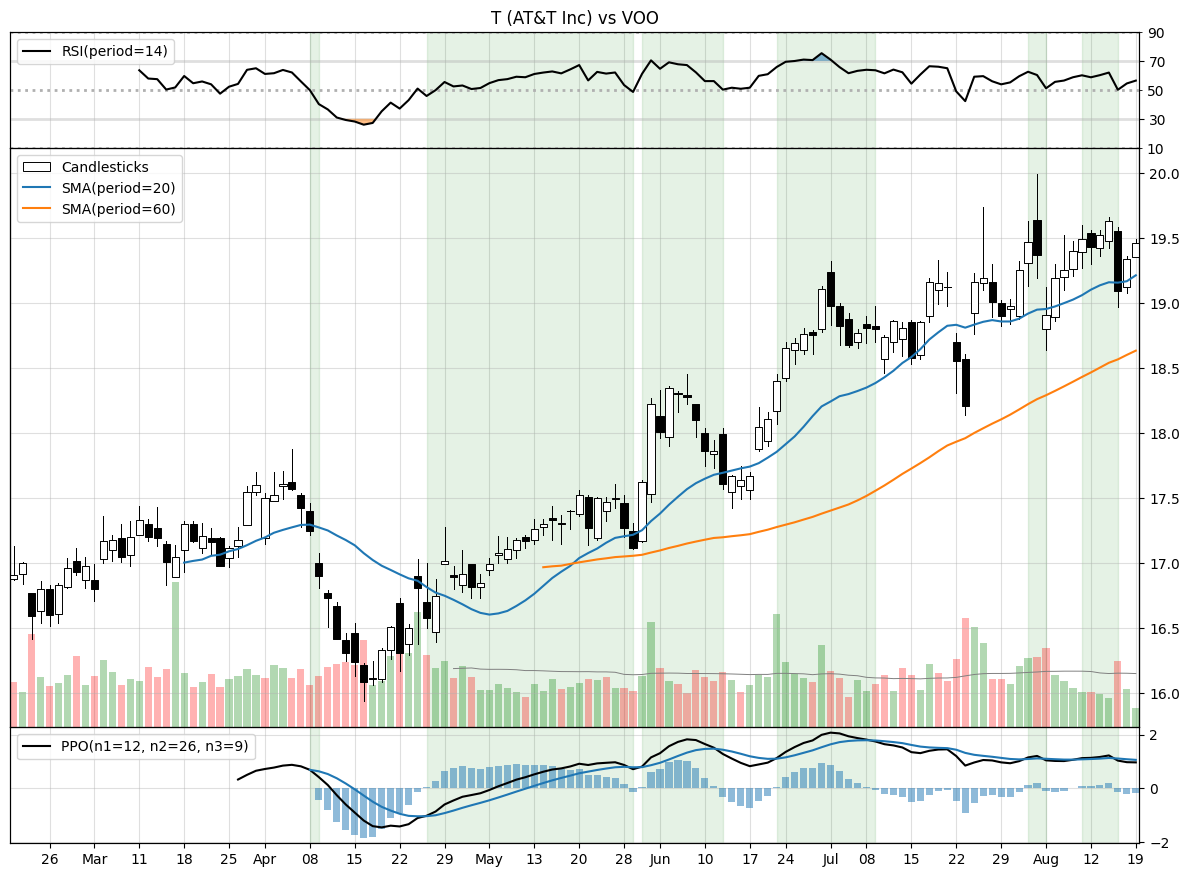 T (AT&T Inc) vs VOO
RSI(period=14)
90
70
50
30
10
Candlesticks
SMA(period=20)
SMA(period=60)
20.0
19.5
19.0
18.5
18.0
17.5
17.0
16.5
16.0
PPO(n1=12, n2=26, n3=9)
2
0
−2
26 Mar 11 18 25 Apr 08 15 22 29 May 13 20 28 Jun 10 17 24 Jul 08 15 22 29 Aug 12 19